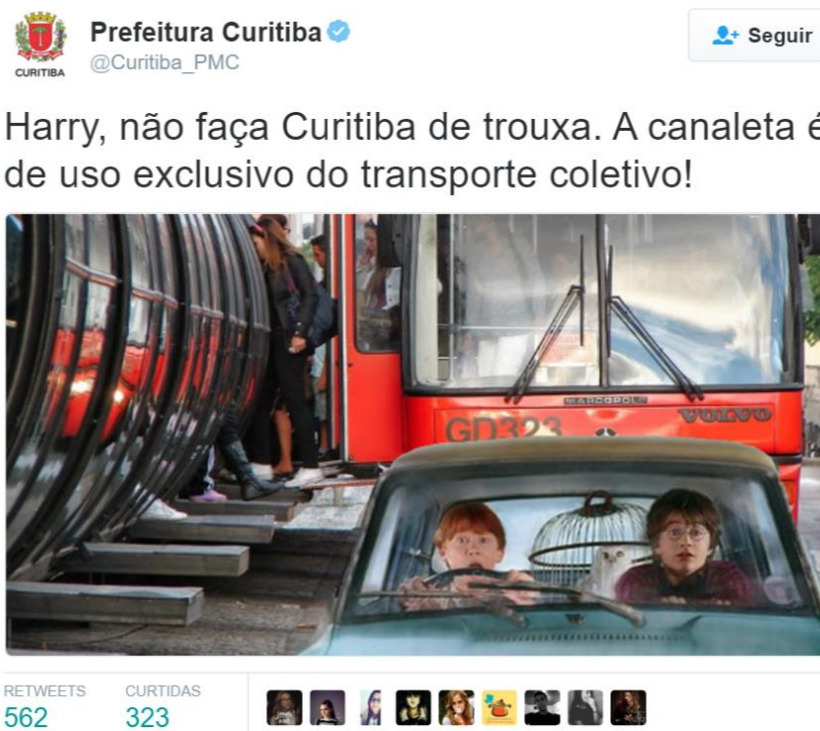 Prefeitura Curitiba
@Curitiba_PMC
CURITIBA
Seguir
Harry, não faça Curitiba de trouxa. A canaleta é
de uso exclusivo do transporte coletivo!
MARCOPOLO
VOLVO
GD323
RETWEETS
CURTIDAS
562
323